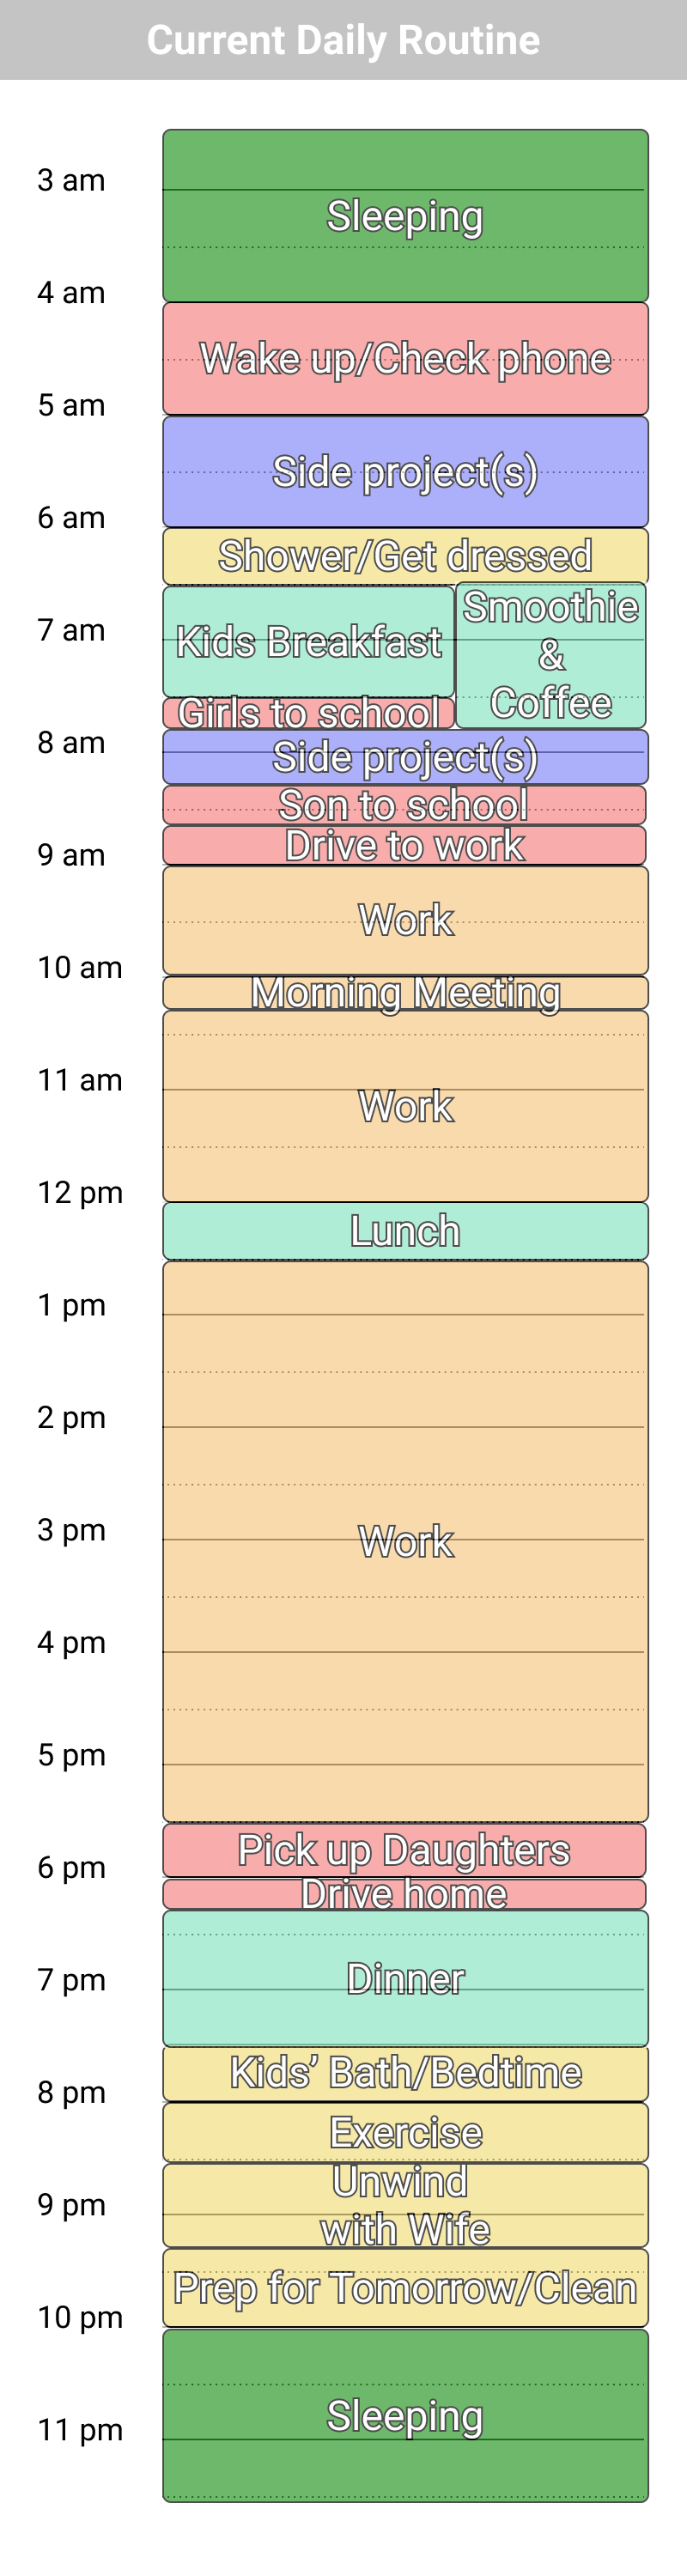 Current Daily Routine
3 am
Sleeping
4 am
Wake up/Check phone
5 am
Side project(s)
6 am
Shower/Get dressed
Smoothie
&
Coffee
7 am
Kids Breakfast
Girls to school
8 am
Side project(s)
Son to school
Drive to work
9 am
Work
10 am
Morning Meeting
11 am
Work
12 pm
Lunch
1 pm
2 pm
3 pm
Work
4 pm
5 pm
Pick up Daughters
6 pm
Drive home
7 pm
Dinner
Kids’ Bath/Bedtime
8 pm
Exercise
Unwind
with Wife
9 pm
Prep for Tomorrow/Clean
10 pm
Sleeping
11 pm